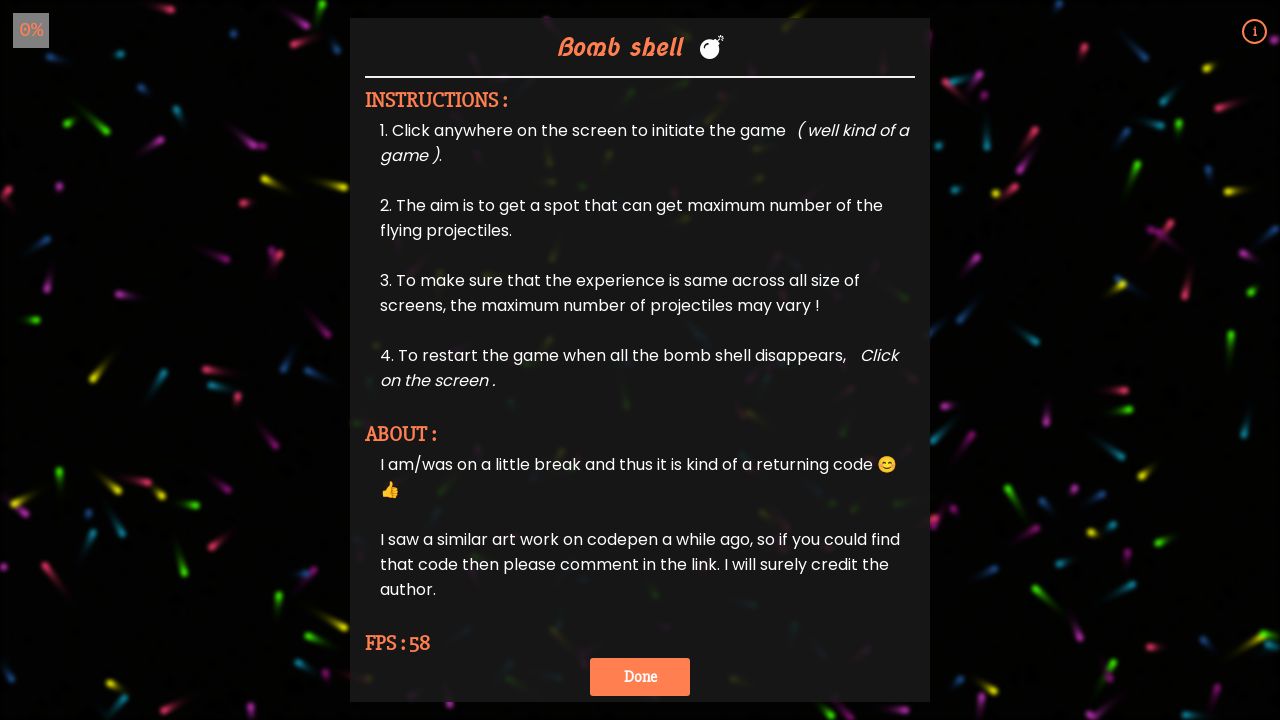 0%
Bomb shell 💣
i
INSTRUCTIONS :
1. Click anywhere on the screen to initiate the game ( well kind of a
game ).
2. The aim is to get a spot that can get maximum number of the
flying projectiles.
3. To make sure that the experience is same across all size of
screens, the maximum number of projectiles may vary !
4. To restart the game when all the bomb shell disappears, Click
on the screen .
ABOUT :
I am/was on a little break and thus it is kind of a returning code 😊
👍
I saw a similar art work on codepen a while ago, so if you could find
that code then please comment in the link. I will surely credit the
author.
FPS : 58
Done